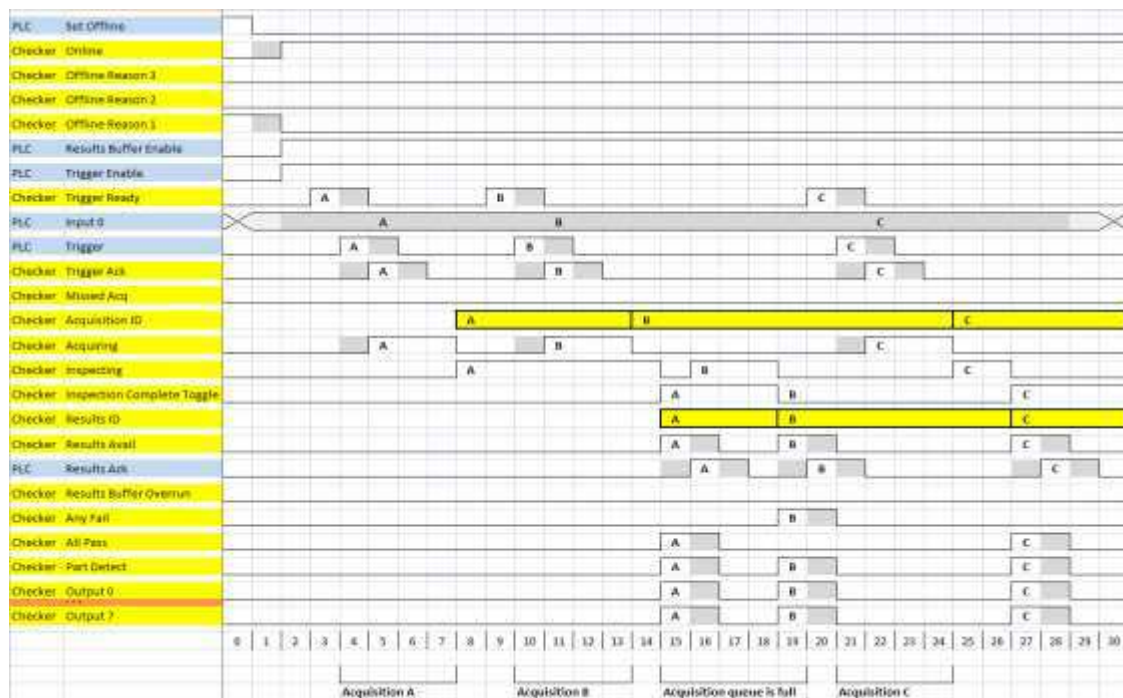 PLC Set Offline
Checker Online
Checker Offline Reason 3
Checker Offline Reason 2
Checker Offline Reason 1
PLC Results Buffer Enable
PLC Trigger Enable
Checker Trigger Ready A B C
PLC Input 0 A B C
PLC Trigger A B C
Checker Trigger Ack A B C
Checker Missed Acq
Checker Acquisition ID A B C
Checker Acquiring A B C
Checker Inspecting A B C
Checker Inspection Complete Toggle A B C
Checker Results ID A B C
Checker Results Avail A B C
PLC Results Ack A B C
Checker Results Buffer Overrun
Checker Any Fail B
Checker All Pass A C
Checker Part Detect A B C
Checker Output 0 A B C
Checker Output 7 A B C
0 1 2 3 4 5 6 7 8 9 10 11 12 13 14 15 16 17 18 19 20 21 22 23 24 25 26 27 28 29 30
Acquisition A Acquisition B Acquisition queue is full Acquisition C